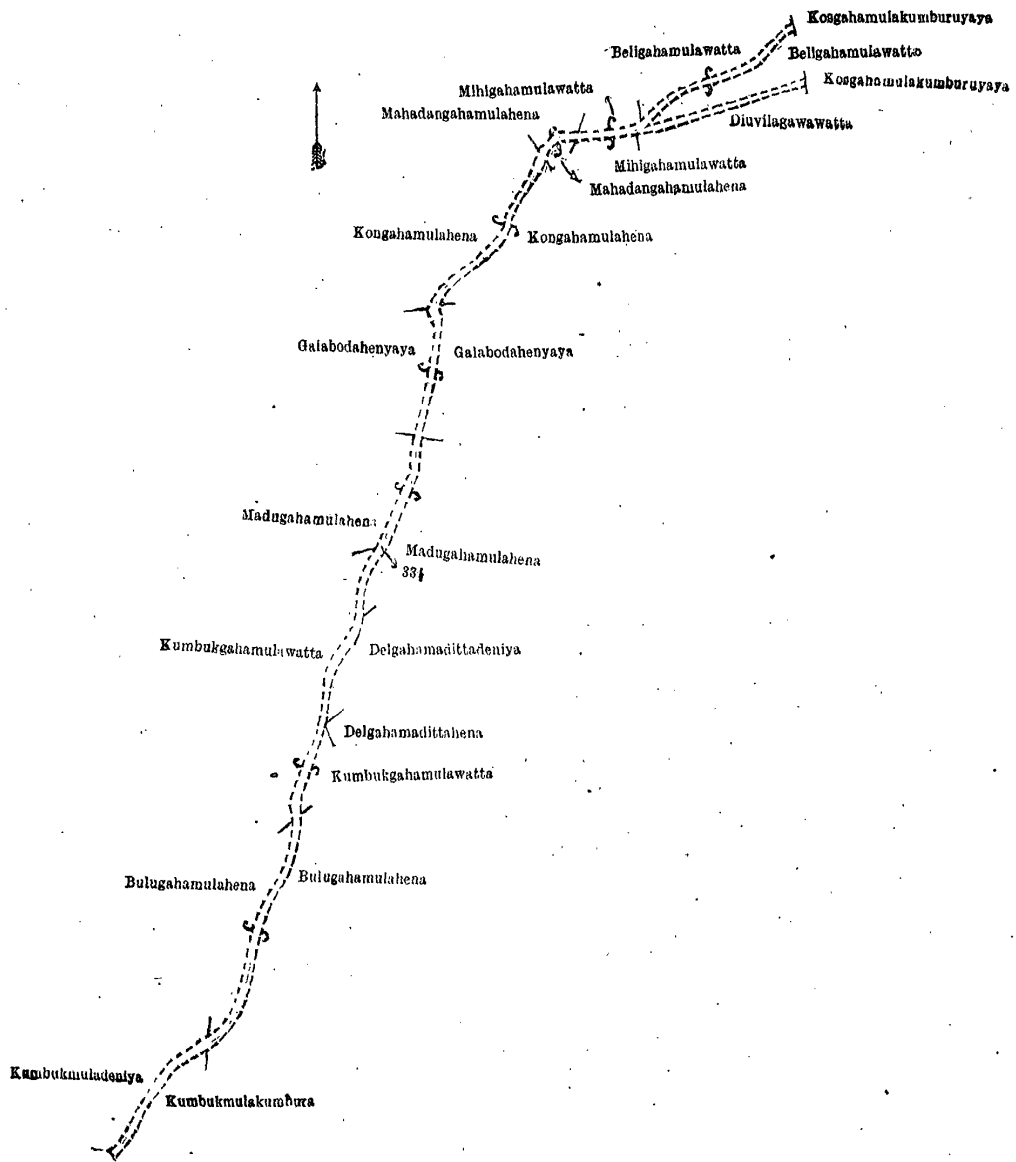 Kosgahamulakumburuyaya
Beligahamulawatta
Beligahamulawatta
Kosgahamulakumburuyaya
Mihigahamulawatta
Mahadangahamulahena
Diuvilagawawatta
Mihigahamulawatta
Mahadangahamulahena
Kongahamulahena
Kongahamulahena
Galabodahenyaya
Galabodahenyaya
Madugahamulahena
Madugahamulahena
Kumbukgahamulawatta
Delgahamadittadeniya
Delgahamadittahena
Kumbukgahamulawatta
Bulugahamulahena
Bulugahamulahena
Kumbukmuladeniya
Kumbukmulakumbura